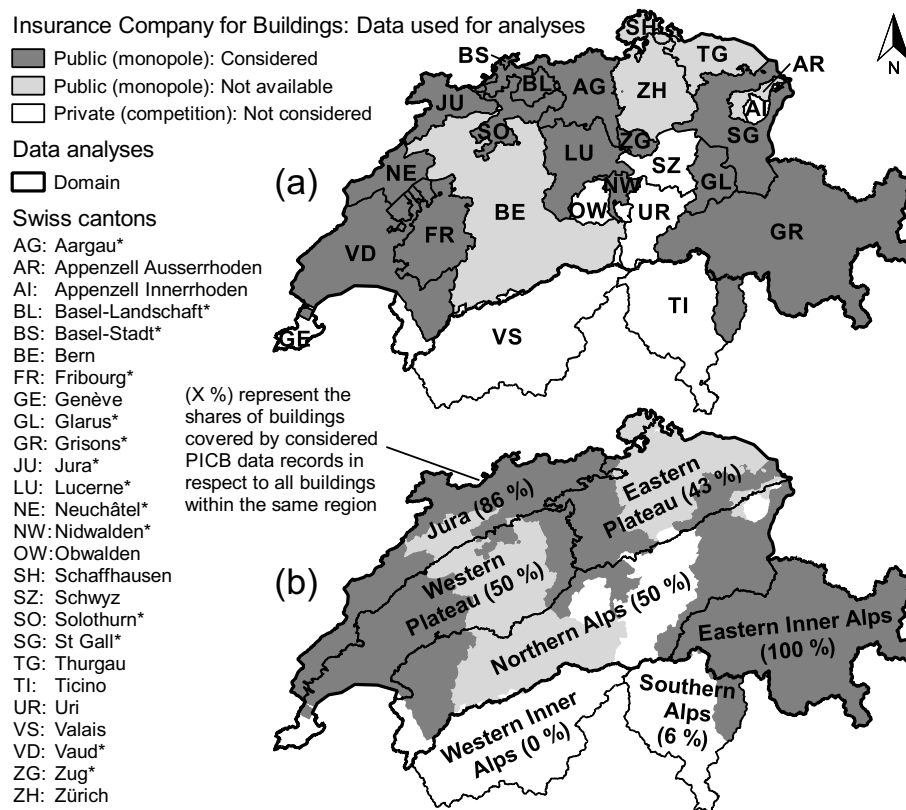 Insurance Company for Buildings: Data used for analyses
Public (monopole): Considered
Public (monopole): Not available
Private (competition): Not considered
Data analyses
Domain
Swiss cantons
AG: Aargau*
AR: Appenzell Ausserrhoden
AI: Appenzell Innerrhoden
BL: Basel-Landschaft*
BS: Basel-Stadt*
BE: Bern
FR: Fribourg*
GE: Genève
GL: Glarus*
GR: Grisons*
JU: Jura*
LU: Lucerne*
NE: Neuchâtel*
NW: Nidwalden*
OW: Obwalden
SH: Schaffhausen
SZ: Schwyz
SO: Solothurn*
SG: St Gall*
TG: Thurgau
TI: Ticino
UR: Uri
VS: Valais
VD: Vaud*
ZG: Zug*
ZH: Zürich
(a)
N
SH
BS
TG
AR
BL
AG
ZH
JU
AI
SO
ZG
SG
LU
SZ
NE
NW
GL
OW
UR
BE
FR
GR
VD
TI
VS
GE
(X %) represent the
shares of buildings
covered by considered
PICB data records in
respect to all buildings
within the same region
(b)
Jura (86 %)
Eastern
Plateau (43 %)
Western
Plateau (50 %)
Northern Alps (50 %)
Eastern Inner Alps
(100 %)
Western Inner
Alps (0 %)
Southern
Alps
(6 %)